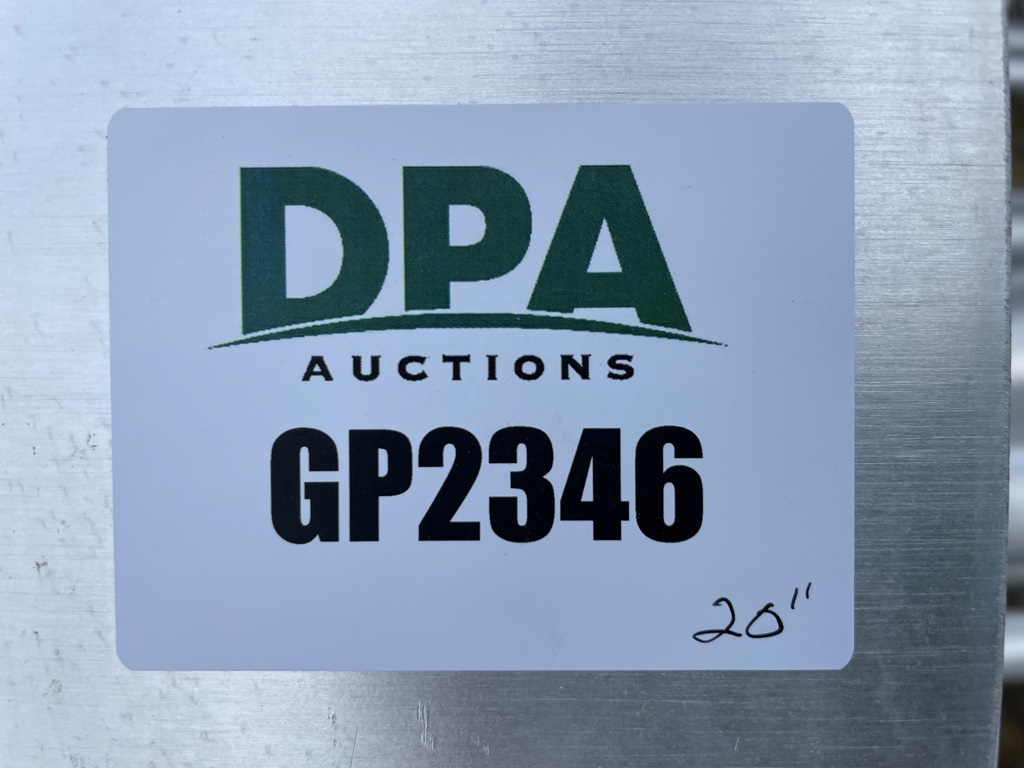 DPA
AUCTIONS
GP2346
20"